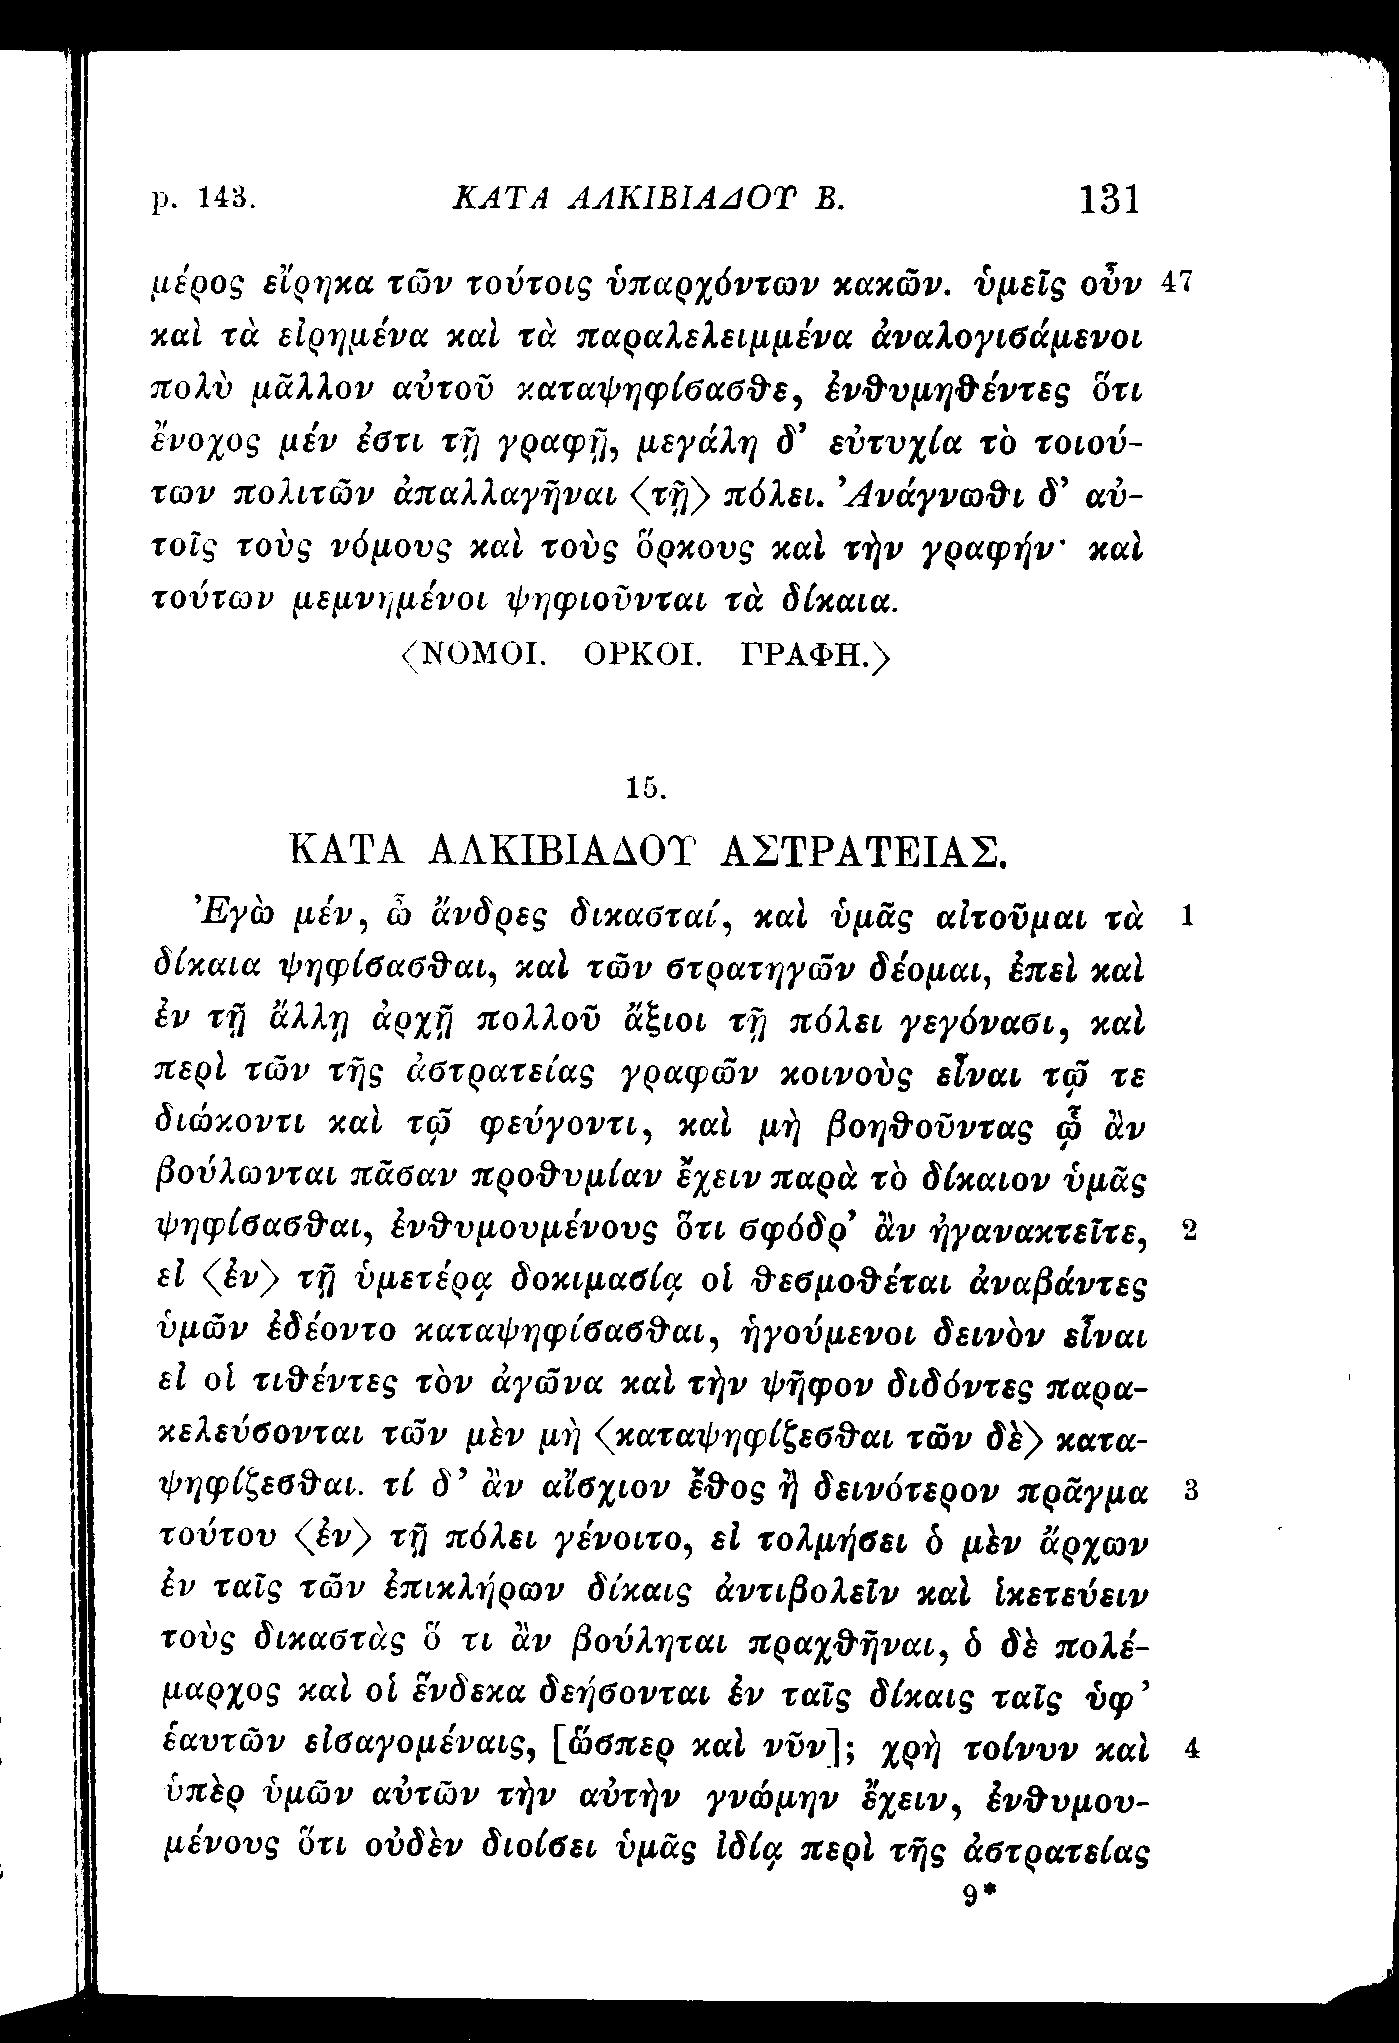 p. 143. ΚΑΤΑ ΑΛΚΙΒΙΑΔΟΥ Β. 131
μέρος εἴρηκα τῶν τούτοις ὑπαρχόντων κακῶν. ὑμεῖς οὖν 47
καὶ τὰ εἰρημένα καὶ τὰ παραλελειμμένα ἀναλογισάμενοι
πολὺ μᾶλλον αὐτοῦ καταψηφίσασθε, ἐνθυμηθέντες ὅτι
ἔνοχος μέν ἐστι τῇ γραφῇ, μεγάλη δ’ εὐτυχία τὸ τοιού-
των πολιτῶν ἀπαλλαγῆναι ⟨τῇ⟩ πόλει. Ἀνάγνωθι δ’ αὐ-
τοῖς τοὺς νόμους καὶ τοὺς ὅρκους καὶ τὴν γραφήν· καὶ
τούτων μεμνημένοι ψηφιοῦνται τὰ δίκαια.
⟨ΝΟΜΟΙ. ΟΡΚΟΙ. ΓΡΑΦΗ.⟩
15.
ΚΑΤΑ ΑΛΚΙΒΙΑΔΟΥ ΑΣΤΡΑΤΕΙΑΣ.
Ἐγὼ μέν, ὦ ἄνδρες δικασταί, καὶ ὑμᾶς αἰτοῦμαι τὰ 1
δίκαια ψηφίσασθαι, καὶ τῶν στρατηγῶν δέομαι, ἐπεὶ καὶ
ἐν τῇ ἄλλῃ ἀρχῇ πολλοῦ ἄξιοι τῇ πόλει γεγόνασι, καὶ
περὶ τῶν τῆς ἀστρατείας γραφῶν κοινοὺς εἶναι τῷ τε
διώκοντι καὶ τῷ φεύγοντι, καὶ μὴ βοηθοῦντας ᾧ ἂν
βούλωνται πᾶσαν προθυμίαν ἔχειν παρὰ τὸ δίκαιον ὑμᾶς
ψηφίσασθαι, ἐνθυμουμένους ὅτι σφόδρ’ ἂν ἠγανακτεῖτε, 2
εἰ ⟨ἐν⟩ τῇ ὑμετέρᾳ δοκιμασίᾳ οἱ θεσμοθέται ἀναβάντες
ὑμῶν ἐδέοντο καταψηφίσασθαι, ἡγούμενοι δεινὸν εἶναι
εἰ οἱ τιθέντες τὸν ἀγῶνα καὶ τὴν ψῆφον διδόντες παρα-
κελεύσονται τῶν μὲν μὴ ⟨καταψηφίζεσθαι τῶν δὲ⟩ κατα-
ψηφίζεσθαι. τί δ’ ἂν αἴσχιον ἔθος ἢ δεινότερον πρᾶγμα 3
τούτου ⟨ἐν⟩ τῇ πόλει γένοιτο, εἰ τολμήσει ὁ μὲν ἄρχων
ἐν ταῖς τῶν ἐπικλήρων δίκαις ἀντιβολεῖν καὶ ἱκετεύειν
τοὺς δικαστὰς ὅ τι ἂν βούληται πραχθῆναι, ὁ δὲ πολέ-
μαρχος καὶ οἱ ἕνδεκα δεήσονται ἐν ταῖς δίκαις ταῖς ὑφ’
ἑαυτῶν εἰσαγομέναις, [ὥσπερ καὶ νῦν]; χρὴ τοίνυν καὶ 4
ὑπὲρ ὑμῶν αὐτῶν τὴν αὐτὴν γνώμην ἔχειν, ἐνθυμου-
μένους ὅτι οὐδὲν διοίσει ὑμᾶς ἰδίᾳ περὶ τῆς ἀστρατείας
9*